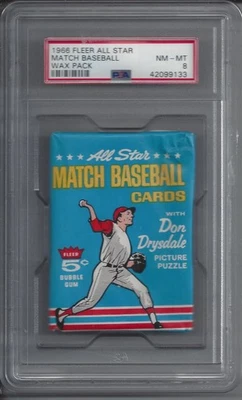 1966 FLEER ALL STAR
MATCH BASEBALL
WAX PACK
NM-MT
8
PSA
42099133
★★★ All Star ★★★
MATCH BASEBALL
CARDS
WITH
Don
Drysdale
PICTURE
PUZZLE
FLEER
5¢
BUBBLE
GUM